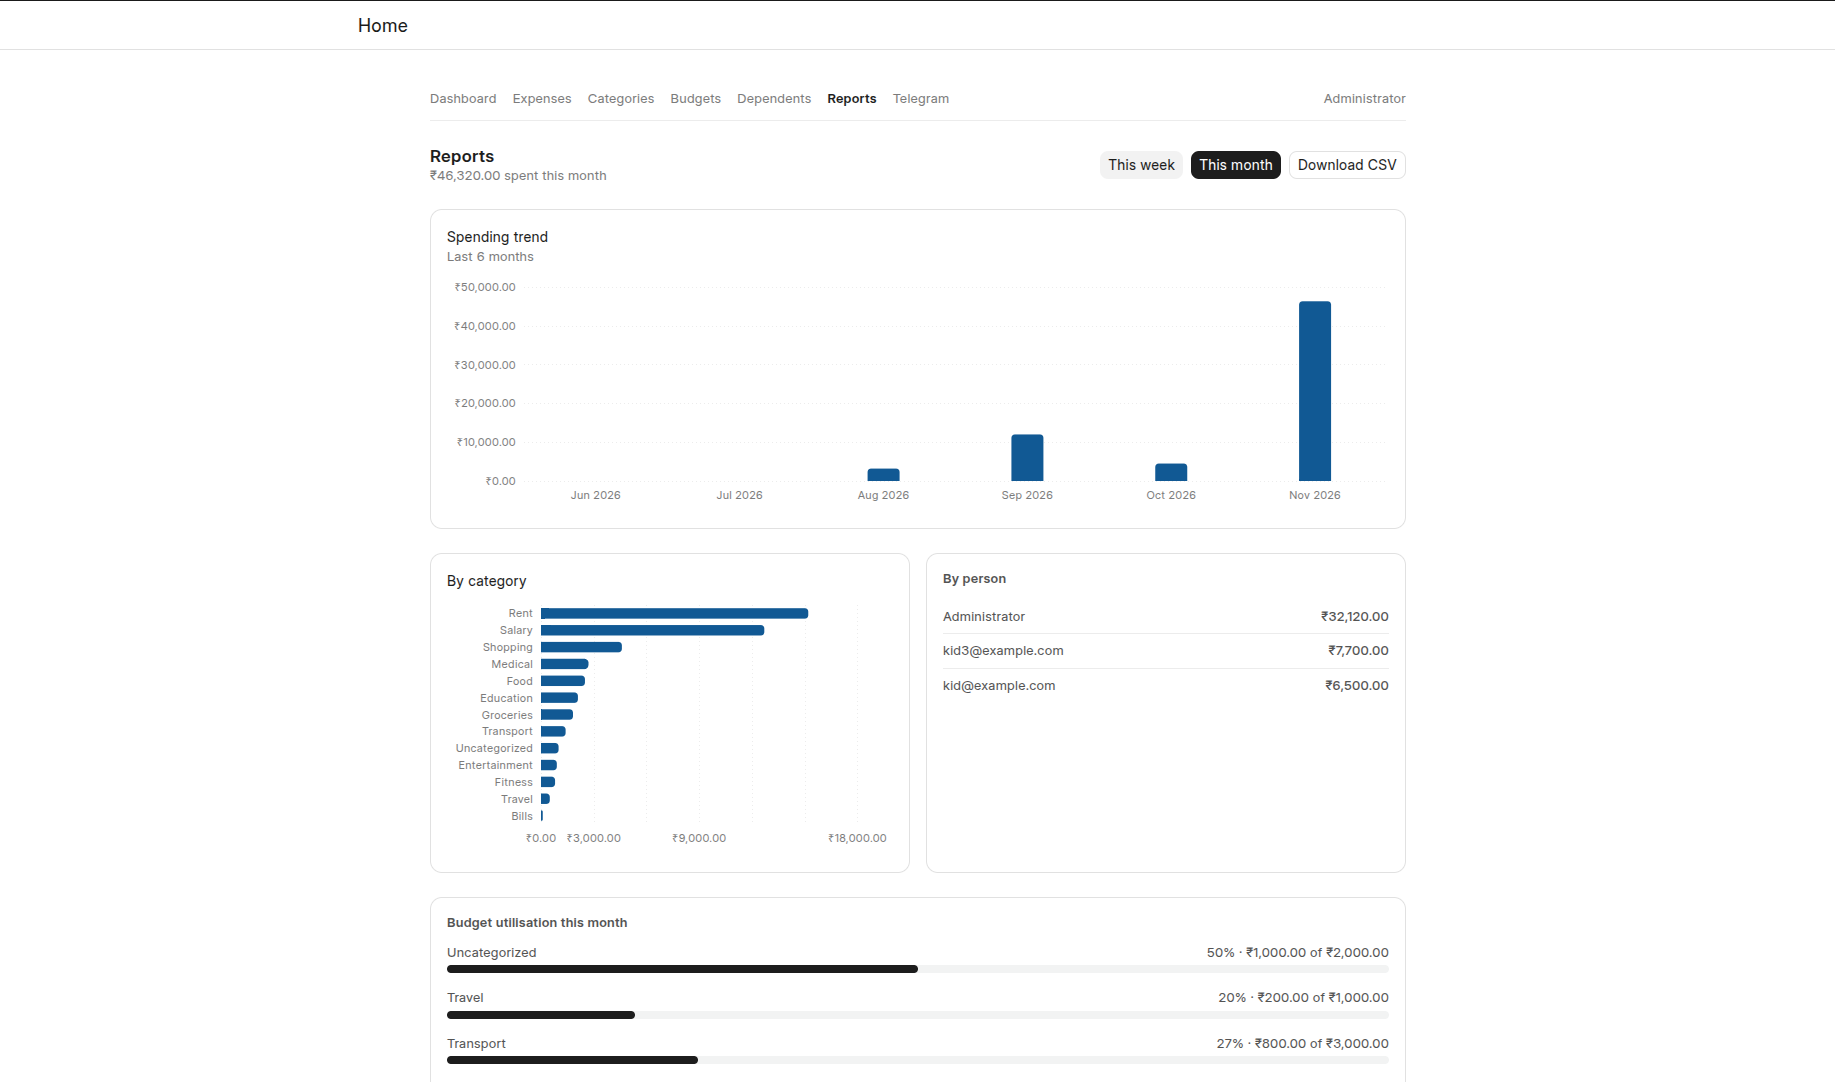 Home
Dashboard Expenses Categories Budgets Dependents Reports Telegram Administrator
Reports
₹46,320.00 spent this month
This week This month Download CSV
Spending trend
Last 6 months
₹50,000.00
₹40,000.00
₹30,000.00
₹20,000.00
₹10,000.00
₹0.00
Jun 2026 Jul 2026 Aug 2026 Sep 2026 Oct 2026 Nov 2026
By category
Rent
Salary
Shopping
Medical
Food
Education
Groceries
Transport
Uncategorized
Entertainment
Fitness
Travel
Bills
₹0.00 ₹3,000.00 ₹9,000.00 ₹18,000.00
By person
Administrator ₹32,120.00
kid3@example.com ₹7,700.00
kid@example.com ₹6,500.00
Budget utilisation this month
Uncategorized 50% · ₹1,000.00 of ₹2,000.00
Travel 20% · ₹200.00 of ₹1,000.00
Transport 27% · ₹800.00 of ₹3,000.00